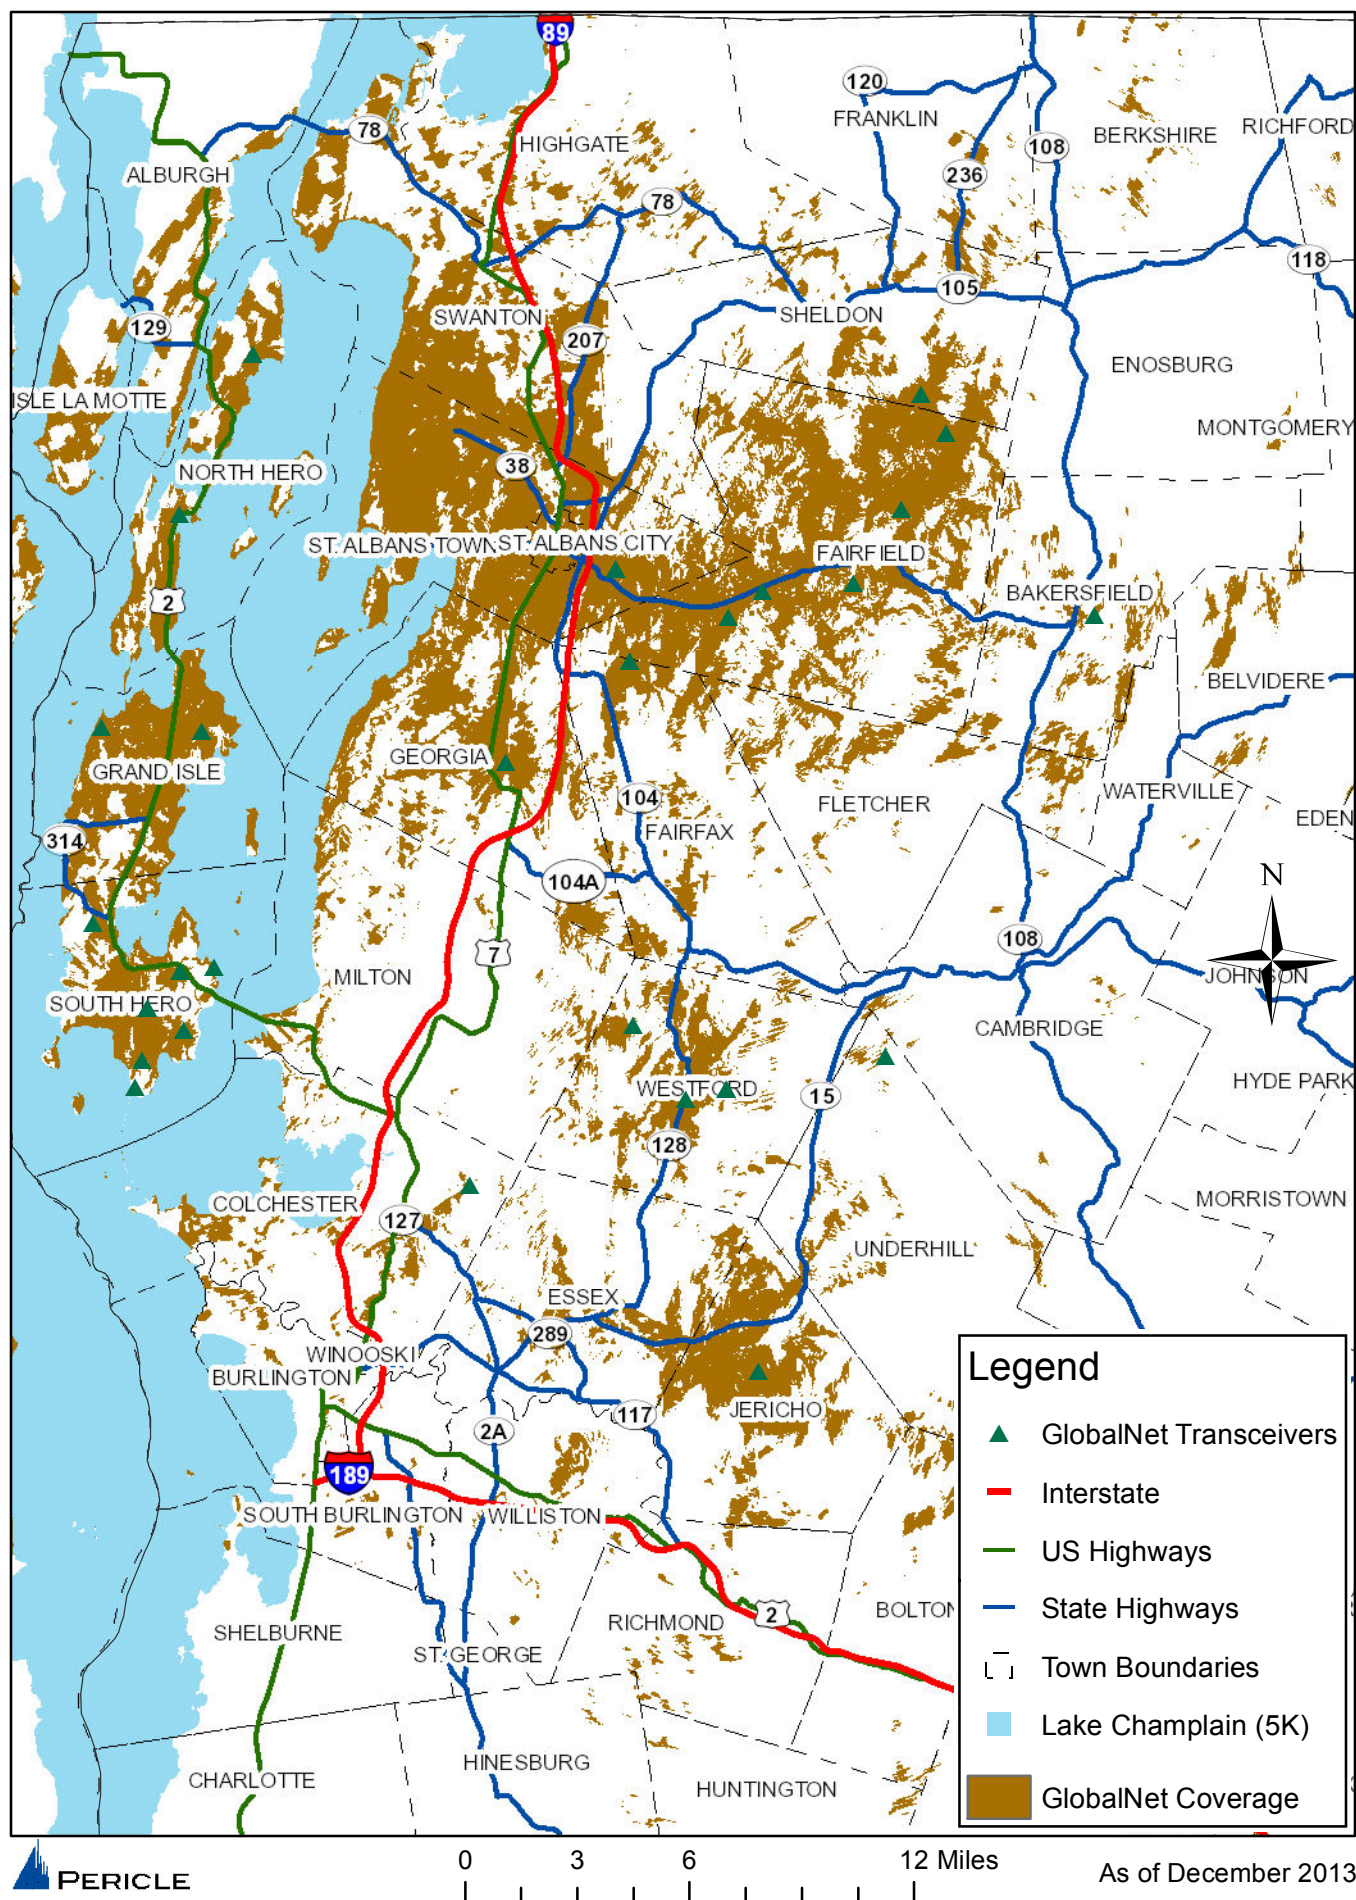 89
120
FRANKLIN
78
HIGHGATE
108
BERKSHIRE
RICHFORD
ALBURGH
236
78
118
105
SWANTON
SHELDON
129
207
ENOSBURG
ISLE LA MOTTE
MONTGOMERY
NORTH HERO
38
ST. ALBANS TOWN
ST. ALBANS CITY
FAIRFIELD
BAKERSFIELD
2
BELVIDERE
GEORGIA
GRAND ISLE
104
FLETCHER
WATERVILLE
EDEN
314
FAIRFAX
N
104A
7
108
MILTON
JOHNSON
SOUTH HERO
CAMBRIDGE
WESTFORD
HYDE PARK
15
128
COLCHESTER
MORRISTOWN
127
UNDERHILL
ESSEX
289
WINOOSKI
BURLINGTON
JERICHO
117
2A
189
SOUTH BURLINGTON
WILLISTON
2
BOLTON
RICHMOND
SHELBURNE
ST. GEORGE
HINESBURG
CHARLOTTE
HUNTINGTON
Legend
GlobalNet Transceivers
Interstate
US Highways
State Highways
Town Boundaries
Lake Champlain (5K)
GlobalNet Coverage
PERICLE
0 3 6 12 Miles
As of December 2013